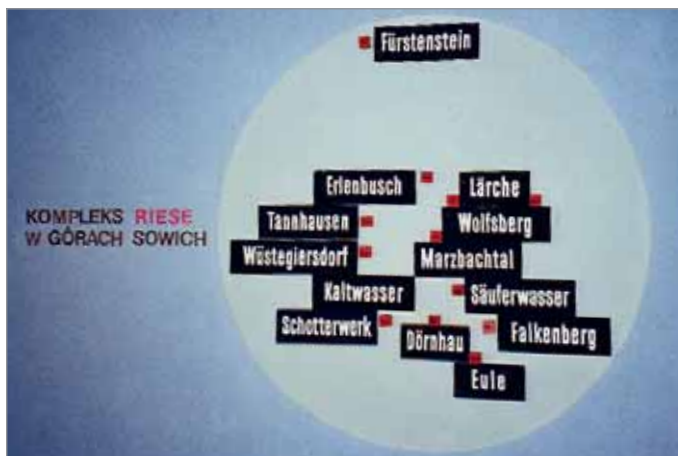 Fürstenstein
Erlenbusch
Lärche
KOMPLEKS RIESE
W GÓRACH SOWICH
Tannhausen
Wolfsberg
Wüstegiersdorf
Marzbachtal
Kaltwasser
Säuferwasser
Schotterwerk
Dörnhau
Falkenberg
Eule